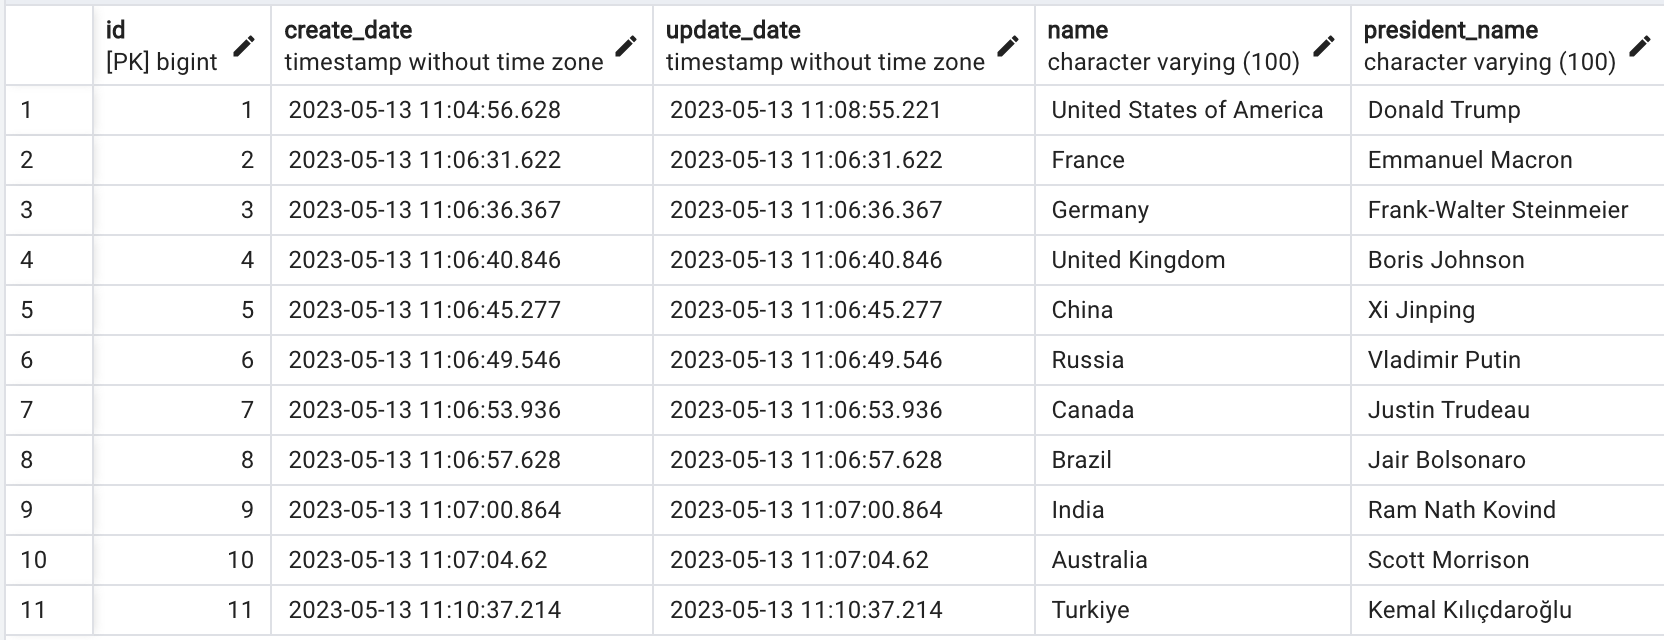 id create_date update_date name president_name
[PK] bigint timestamp without time zone timestamp without time zone character varying (100) character varying (100)
1 1 2023-05-13 11:04:56.628 2023-05-13 11:08:55.221 United States of America Donald Trump
2 2 2023-05-13 11:06:31.622 2023-05-13 11:06:31.622 France Emmanuel Macron
3 3 2023-05-13 11:06:36.367 2023-05-13 11:06:36.367 Germany Frank-Walter Steinmeier
4 4 2023-05-13 11:06:40.846 2023-05-13 11:06:40.846 United Kingdom Boris Johnson
5 5 2023-05-13 11:06:45.277 2023-05-13 11:06:45.277 China Xi Jinping
6 6 2023-05-13 11:06:49.546 2023-05-13 11:06:49.546 Russia Vladimir Putin
7 7 2023-05-13 11:06:53.936 2023-05-13 11:06:53.936 Canada Justin Trudeau
8 8 2023-05-13 11:06:57.628 2023-05-13 11:06:57.628 Brazil Jair Bolsonaro
9 9 2023-05-13 11:07:00.864 2023-05-13 11:07:00.864 India Ram Nath Kovind
10 10 2023-05-13 11:07:04.62 2023-05-13 11:07:04.62 Australia Scott Morrison
11 11 2023-05-13 11:10:37.214 2023-05-13 11:10:37.214 Turkiye Kemal Kılıçdaroğlu